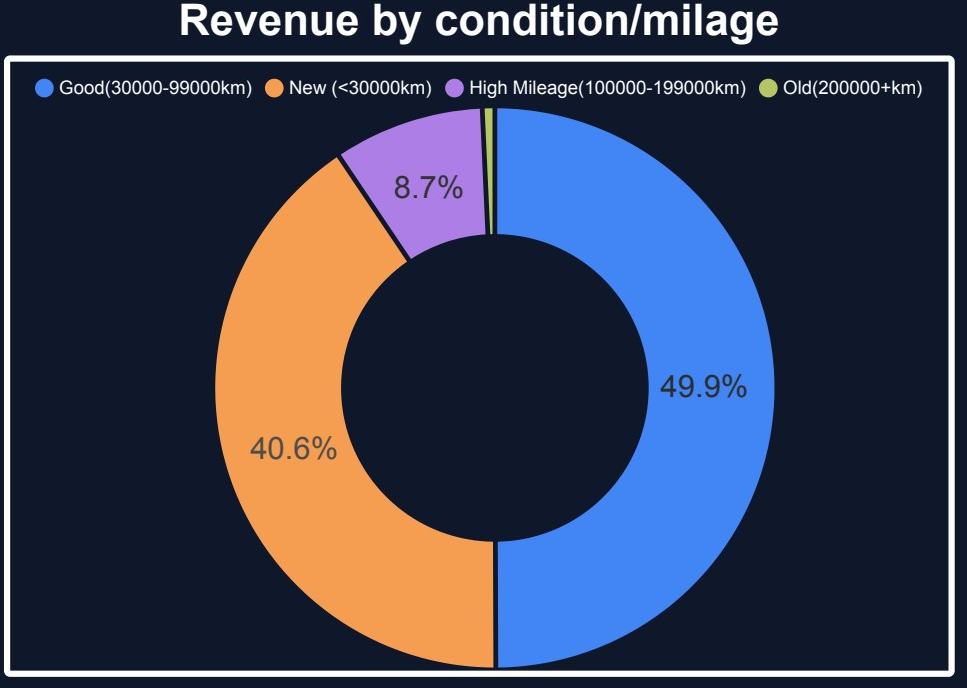 Revenue by condition/milage
Good(30000-99000km) New (<30000km) High Mileage(100000-199000km) Old(200000+km)
8.7%
49.9%
40.6%